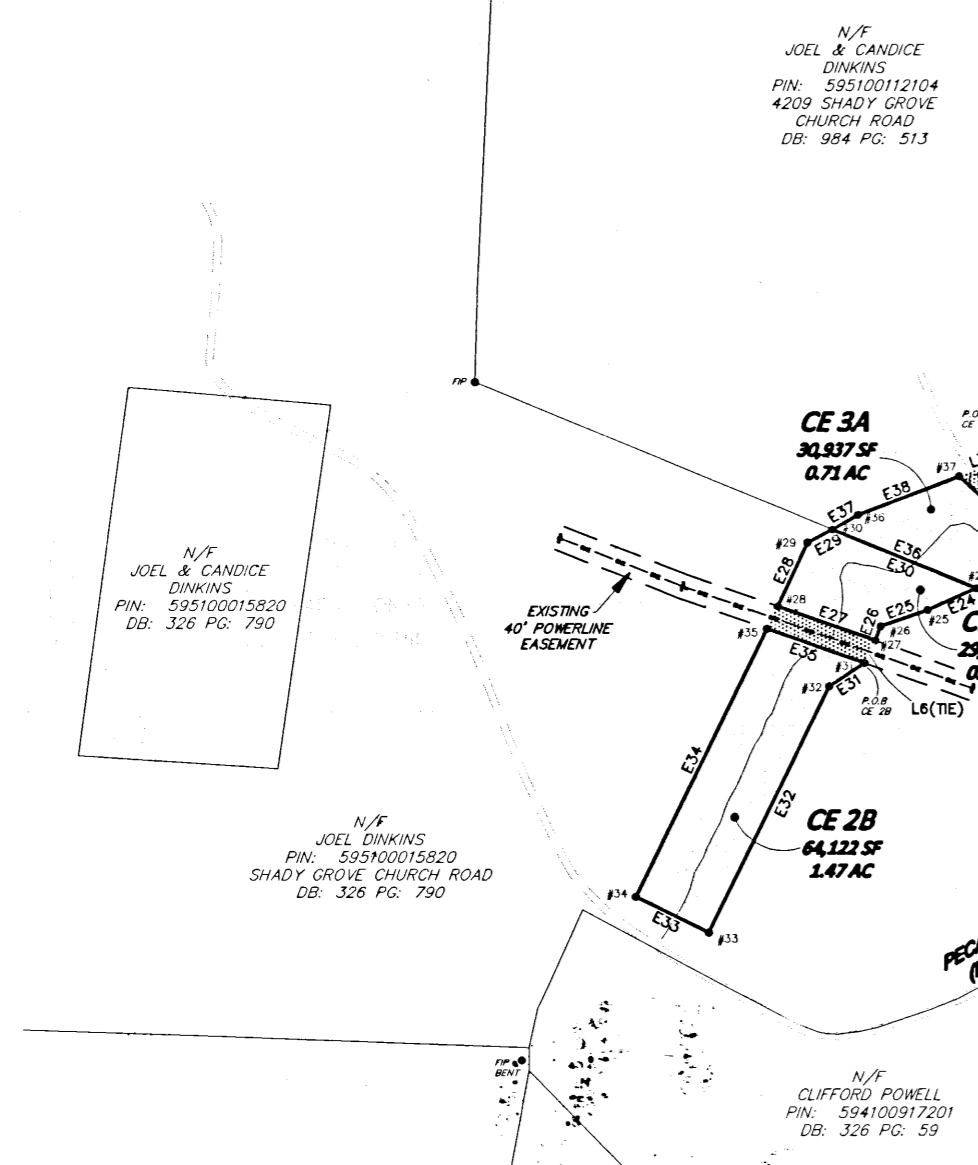 N/F
JOEL & CANDICE
DINKINS
PIN: 595100112104
4209 SHADY GROVE
CHURCH ROAD
DB: 984 PG: 513
FIP
CE 3A
30,937 SF
0.71 AC
#37
E38
E37
#36
#30
E29
#29
E36
E30
E28
E24
#28
E27
E26
E25
#25
#26
#27
29,
EXISTING
40' POWERLINE
EASEMENT
#35
E35
#31
#32
E31
P.O.B
CE 2B
L6(TIE)
N/F
JOEL & CANDICE
DINKINS
PIN: 595100015820
DB: 326 PG: 790
E34
E32
CE 2B
64,122 SF
1.47 AC
N/F
JOEL DINKINS
PIN: 595100015820
SHADY GROVE CHURCH ROAD
DB: 326 PG: 790
#34
E33
#33
FIP
BENT
N/F
CLIFFORD POWELL
PIN: 594100917201
DB: 326 PG: 59